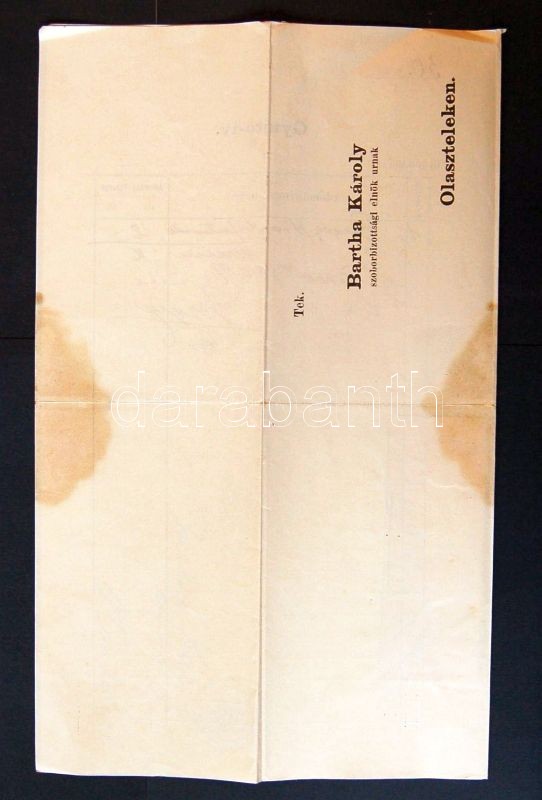 Tek.
Bartha Károly
szoborbizottsági elnök urnak
Olaszteleken.
darabanth